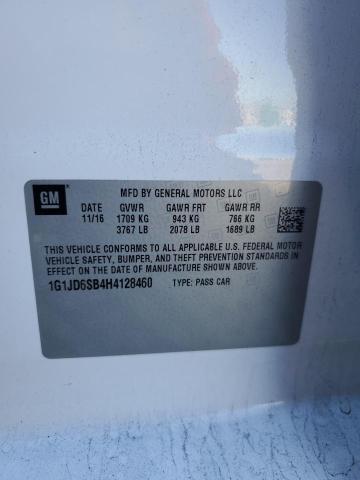 GM
MFD BY GENERAL MOTORS LLC
DATE GVWR GAWR FRT GAWR RR
11/16 1709 KG 943 KG 766 KG
3767 LB 2078 LB 1689 LB
THIS VEHICLE CONFORMS TO ALL APPLICABLE U.S. FEDERAL MOTOR
VEHICLE SAFETY, BUMPER, AND THEFT PREVENTION STANDARDS IN
EFFECT ON THE DATE OF MANUFACTURE SHOWN ABOVE.
1G1JD6SB4H4128460 TYPE: PASS CAR